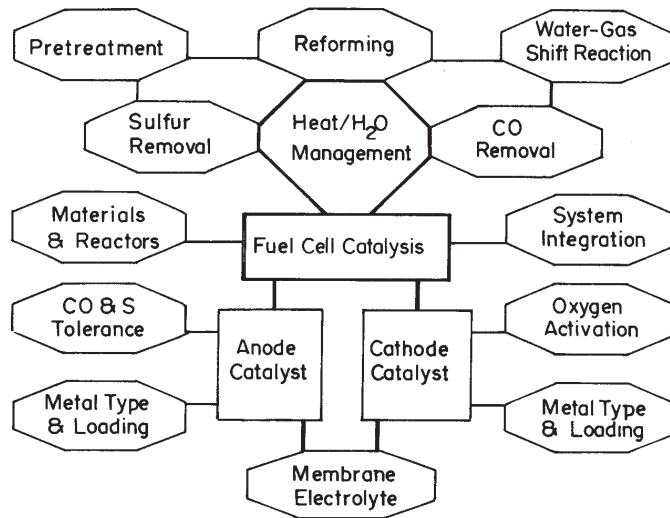 Pretreatment
Reforming
Water-Gas
Shift Reaction
Sulfur
Removal
Heat/H₂O
Management
CO
Removal
Materials
& Reactors
Fuel Cell Catalysis
System
Integration
CO & S
Tolerance
Anode
Catalyst
Cathode
Catalyst
Oxygen
Activation
Metal Type
& Loading
Metal Type
& Loading
Membrane
Electrolyte